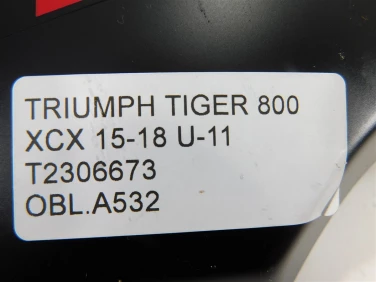 TRIUMPH TIGER 800
XCX 15-18 U-11
T2306673
OBL.A532